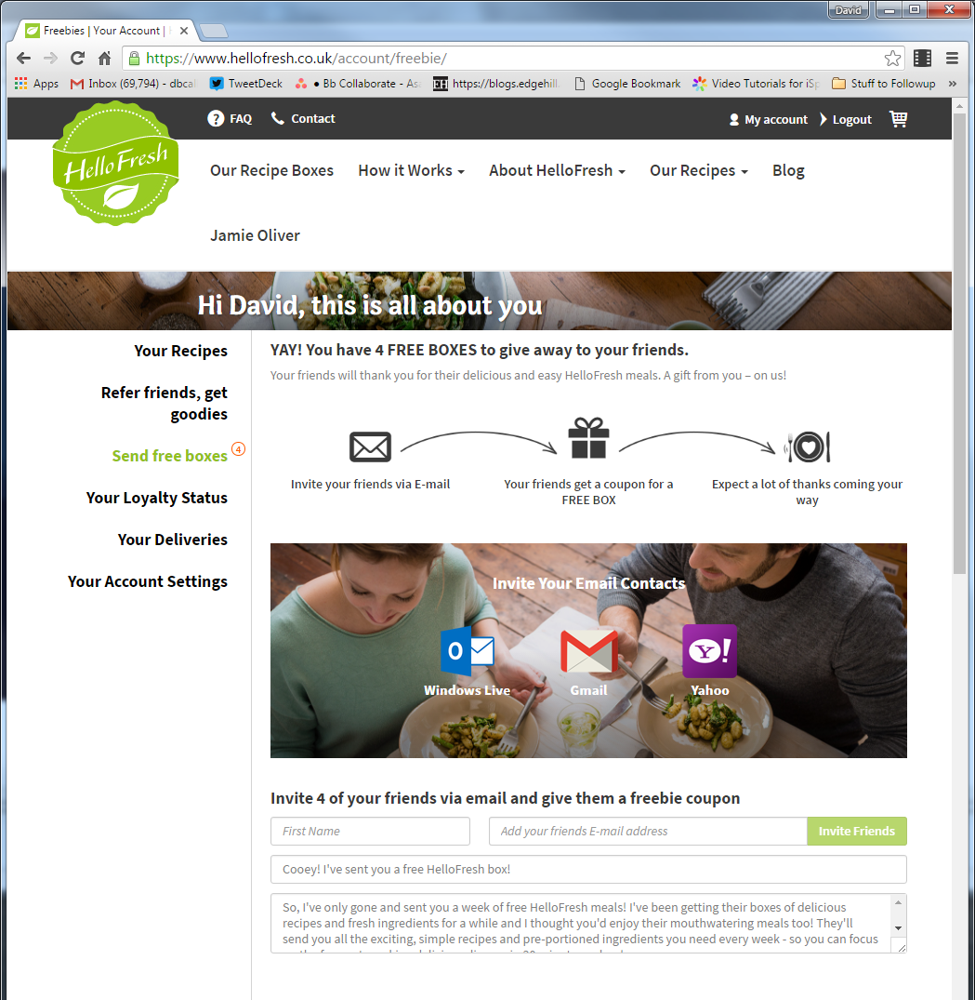 David
Freebies | Your Account |
https://www.hellofresh.co.uk/account/freebie/
Apps
Inbox (69,794) - dbca
TweetDeck
• Bb Collaborate - As
EH
https://blogs.edgehill.
Google Bookmark
Video Tutorials for iSp
Stuff to Followup
»
? FAQ
Contact
My account
Logout
Hello Fresh
Our Recipe Boxes
How it Works
About HelloFresh
Our Recipes
Blog
Jamie Oliver
Hi David, this is all about you
Your Recipes
Refer friends, get
goodies
Send free boxes 4
Your Loyalty Status
Your Deliveries
Your Account Settings
YAY! You have 4 FREE BOXES to give away to your friends.
Your friends will thank you for their delicious and easy HelloFresh meals. A gift from you – on us!
Invite your friends via E-mail
Your friends get a coupon for a
FREE BOX
Expect a lot of thanks coming your
way
Invite Your Email Contacts
O
Y!
Windows Live
Gmail
Yahoo
Invite 4 of your friends via email and give them a freebie coupon
First Name
Add your friends E-mail address
Invite Friends
Cooey! I've sent you a free HelloFresh box!
So, I've only gone and sent you a week of free HelloFresh meals! I've been getting their boxes of delicious
recipes and fresh ingredients for a while and I thought you'd enjoy their mouthwatering meals too! They'll
send you all the exciting, simple recipes and pre-portioned ingredients you need every week - so you can focus